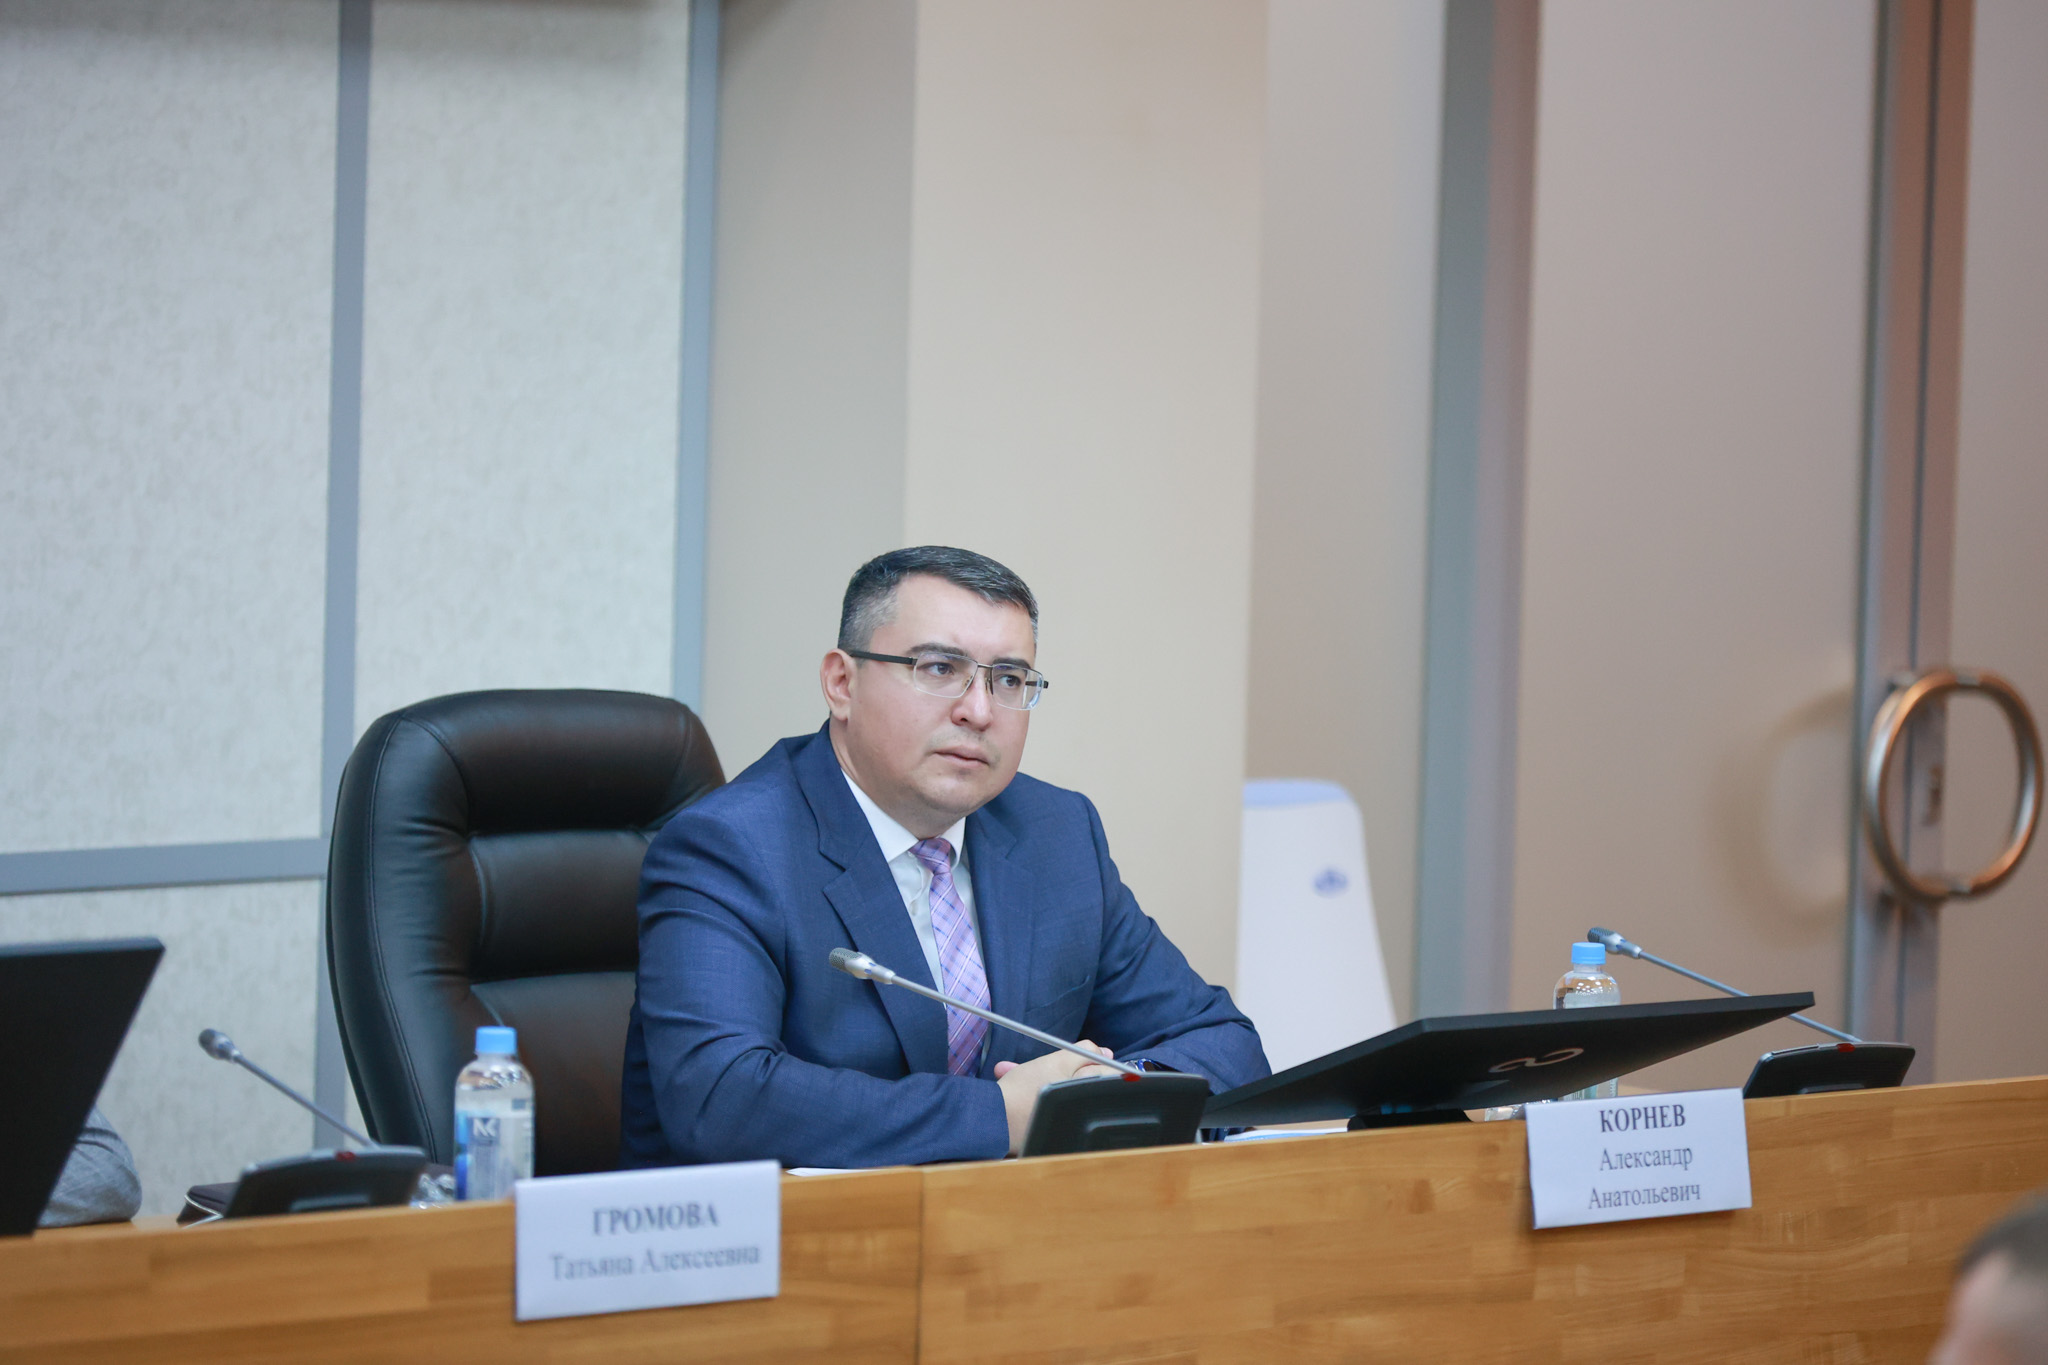 ГРОМОВА
Татьяна Алексеевна
КОРНЕВ
Александр
Анатольевич